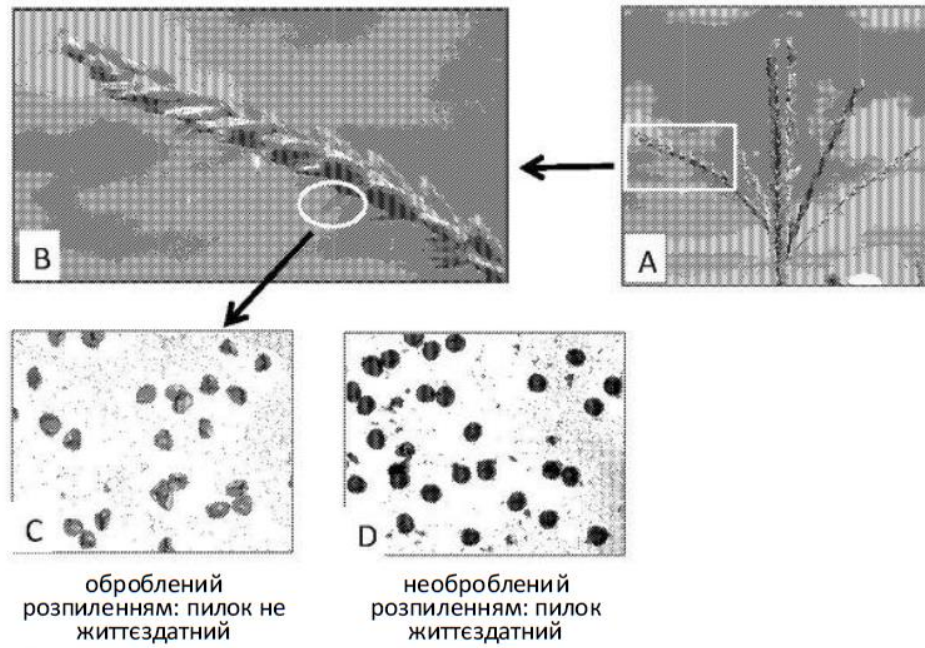 B
A
C
D
оброблений
розпиленням: пилок не
життєздатний
необроблений
розпиленням: пилок
життєздатний